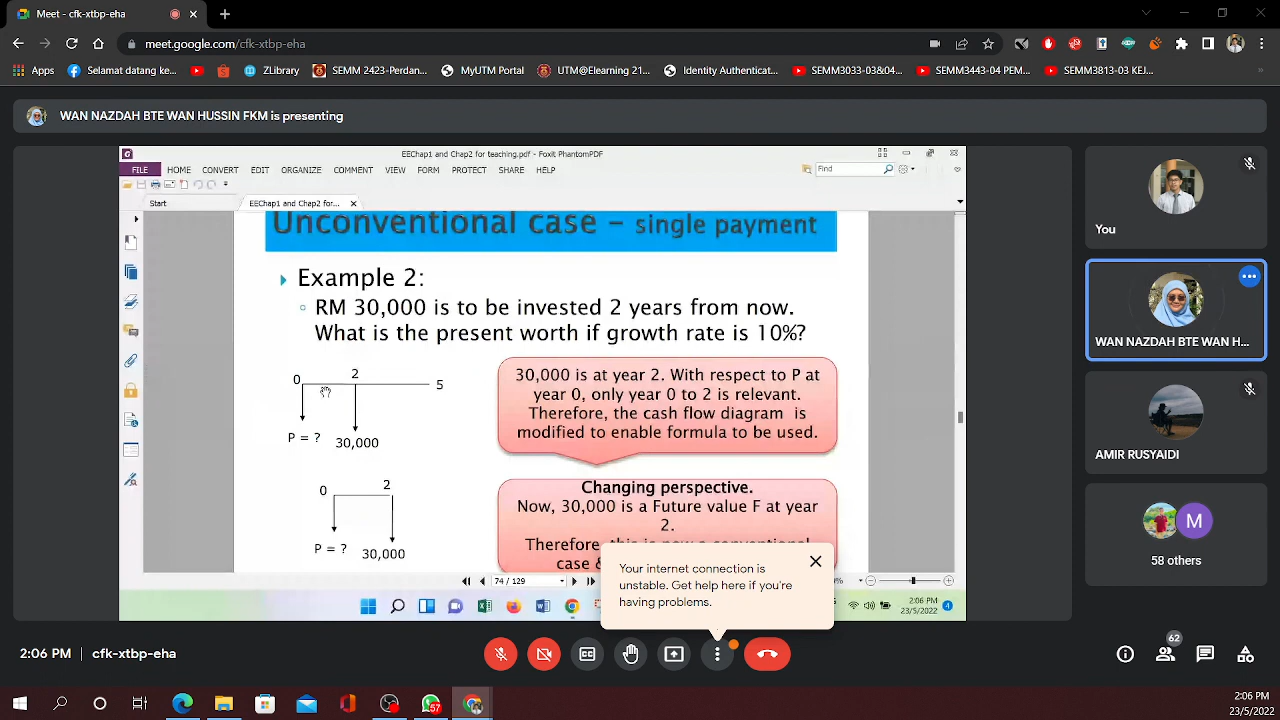 Meet - cfk-xtbp-eha
meet.google.com/cfk-xtbp-eha
Apps
Selamat datang ke...
ZLibrary
SEMM 2423-Perdan...
MyUTM Portal
UTM@Elearning 21...
Identity Authenticat...
SEMM3033-03&04...
SEMM3443-04 PEM...
SEMM3813-03 KEJ...
WAN NAZDAH BTE WAN HUSSIN FKM is presenting
EEChap1 and Chap2 for teaching.pdf - Foxit PhantomPDF
FILE HOME CONVERT EDIT ORGANIZE COMMENT VIEW FORM PROTECT SHARE HELP
Find
Start
EEChap1 and Chap2 for...
Unconventional case – single payment
Example 2:
RM 30,000 is to be invested 2 years from now.
What is the present worth if growth rate is 10%?
0
2
5
P = ?
30,000
0
2
P = ?
30,000
30,000 is at year 2. With respect to P at
year 0, only year 0 to 2 is relevant.
Therefore, the cash flow diagram is
modified to enable formula to be used.
Changing perspective.
Now, 30,000 is a Future value F at year
2.
Therefore, this is now a conventional
case &
Your internet connection is
unstable. Get help here if you're
having problems.
74 / 129
2:06 PM
23/5/2022
4
You
WAN NAZDAH BTE WAN H...
AMIR RUSYAIDI
M
58 others
2:06 PM
cfk-xtbp-eha
62
57
2:06 PM
23/5/2022